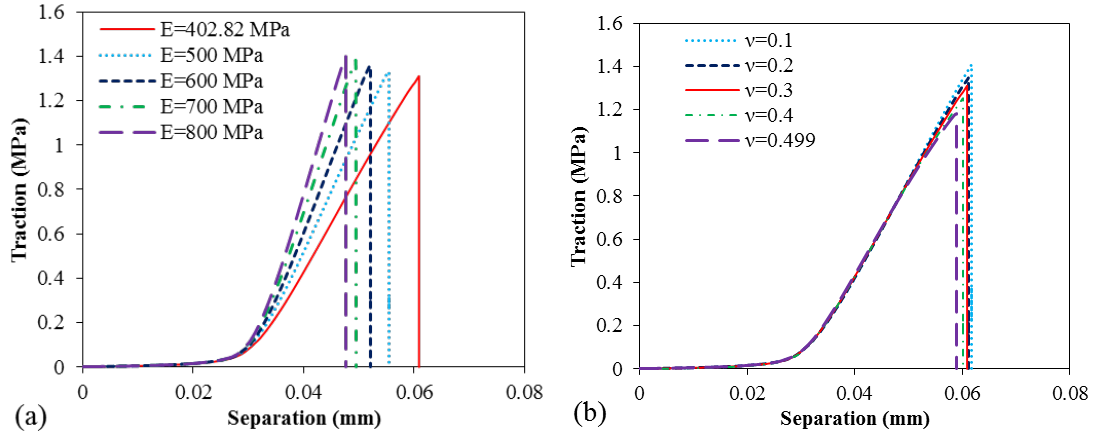 1.6
1.4
1.2
1
0.8
0.6
0.4
0.2
0
Traction (MPa)
E=402.82 MPa
E=500 MPa
E=600 MPa
E=700 MPa
E=800 MPa
0 0.02 0.04 0.06 0.08
Separation (mm)
(a)
1.6
1.4
1.2
1
0.8
0.6
0.4
0.2
0
Traction (MPa)
ν=0.1
ν=0.2
ν=0.3
ν=0.4
ν=0.499
0 0.02 0.04 0.06 0.08
Separation (mm)
(b)